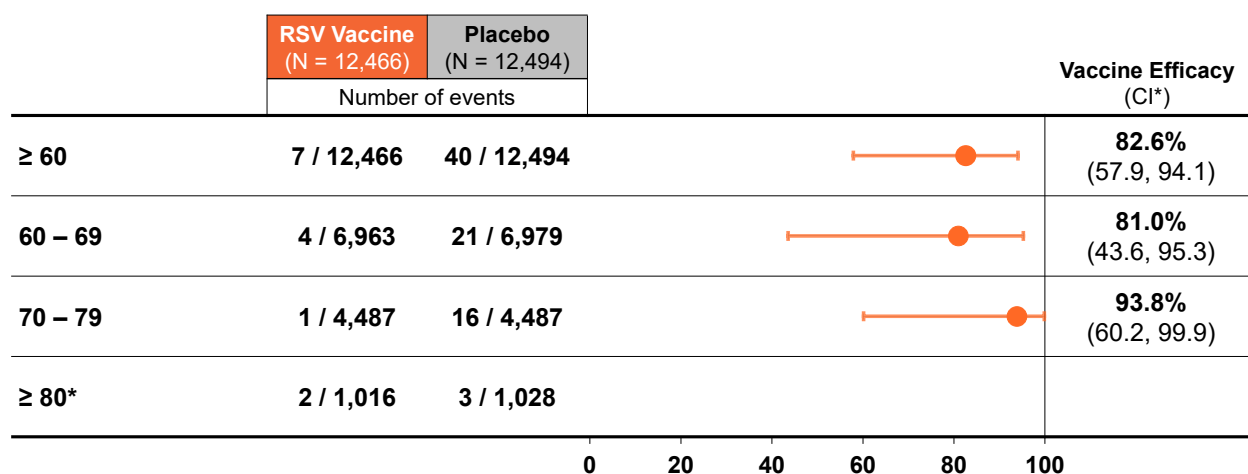 RSV Vaccine Placebo
(N = 12,466) (N = 12,494)
Number of events
Vaccine Efficacy
(CI*)
≥ 60 7 / 12,466 40 / 12,494 82.6%
(57.9, 94.1)
60 – 69 4 / 6,963 21 / 6,979 81.0%
(43.6, 95.3)
70 – 79 1 / 4,487 16 / 4,487 93.8%
(60.2, 99.9)
≥ 80* 2 / 1,016 3 / 1,028
0 20 40 60 80 100